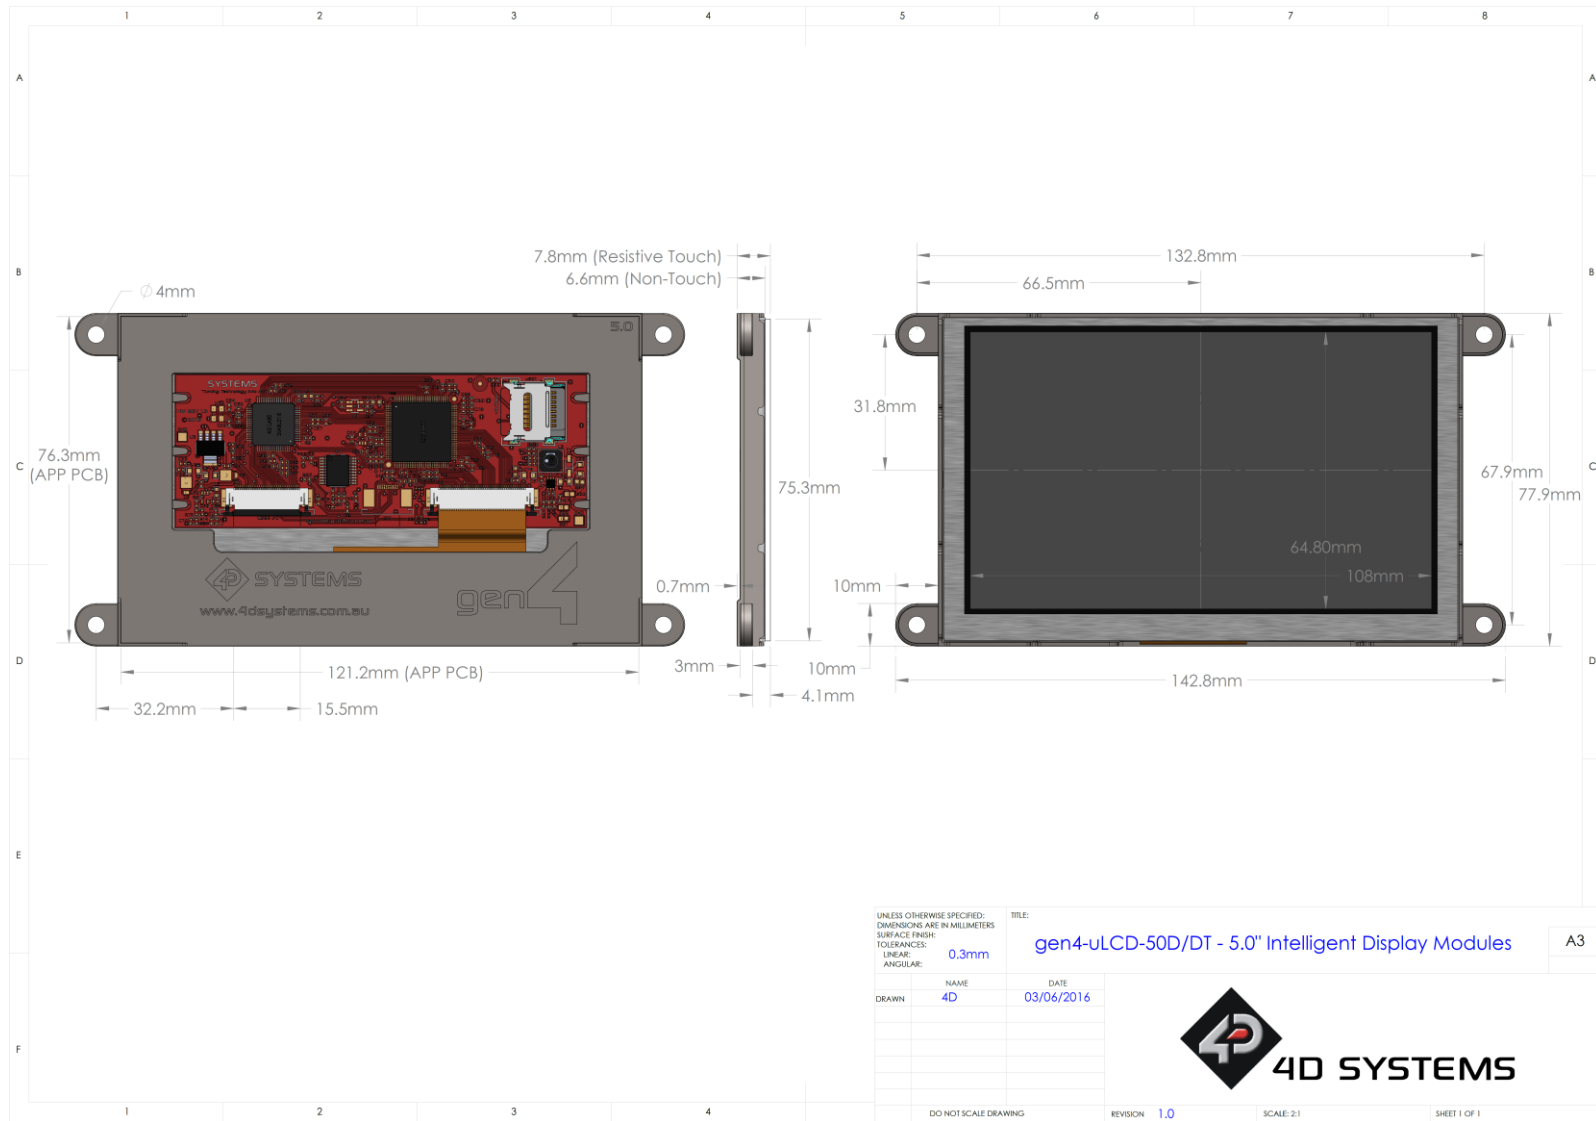 1 2 3 4 5 6 7 8
A A
B B
C C
D D
E
F
7.8mm (Resistive Touch)
6.6mm (Non-Touch)
132.8mm
66.5mm
∅4mm
5.0
SYSTEMS
31.8mm
76.3mm
(APP PCB)
75.3mm
67.9mm
77.9mm
64.80mm
108mm
4D SYSTEMS
www.4dsystems.com.au
gen4
0.7mm
10mm
3mm
10mm
4.1mm
121.2mm (APP PCB)
142.8mm
32.2mm
15.5mm
UNLESS OTHERWISE SPECIFIED:
DIMENSIONS ARE IN MILLIMETERS
SURFACE FINISH:
TOLERANCES:
LINEAR: 0.3mm
ANGULAR:
TITLE:
gen4-uLCD-50D/DT - 5.0" Intelligent Display Modules
A3
NAME DATE
DRAWN 4D 03/06/2016
4D SYSTEMS
DO NOT SCALE DRAWING
REVISION 1.0
SCALE: 2:1
SHEET 1 OF 1
1 2 3 4